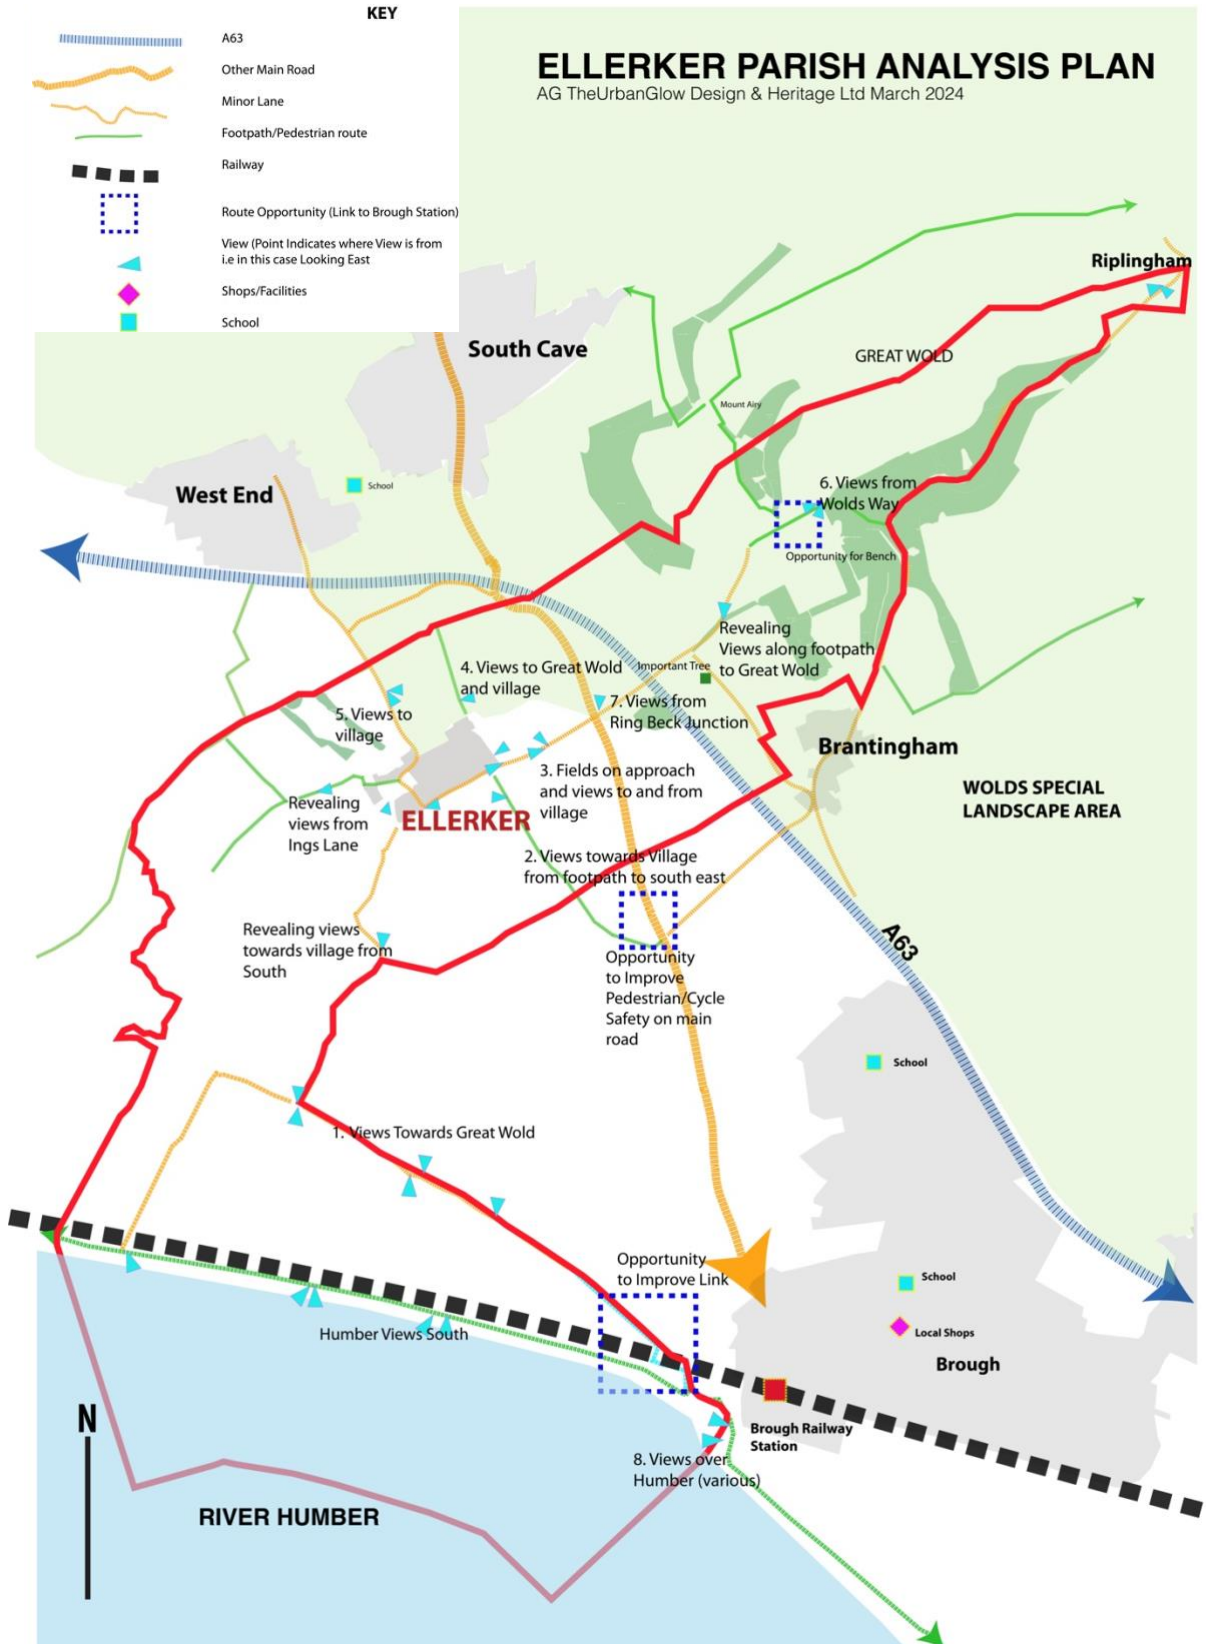 KEY
A63
Other Main Road
Minor Lane
Footpath/Pedestrian route
Railway
Route Opportunity (Link to Brough Station)
View (Point Indicates where View is from
i.e in this case Looking East
Shops/Facilities
School
ELLERKER PARISH ANALYSIS PLAN
AG TheUrbanGlow Design & Heritage Ltd March 2024
Riplingham
South Cave
GREAT WOLD
Mount Airy
West End
School
6. Views from
Wolds Way
Opportunity for Bench
Revealing
Views along footpath
to Great Wold
4. Views to Great Wold
and village
Important Tree
5. Views to
village
7. Views from
Ring Beck Junction
Brantingham
3. Fields on approach
and views to and from
village
WOLDS SPECIAL
LANDSCAPE AREA
Revealing
views from
Ings Lane
ELLERKER
2. Views towards Village
from footpath to south east
Revealing views
towards village from
South
A63
Opportunity
to Improve
Pedestrian/Cycle
Safety on main
road
School
1. Views Towards Great Wold
Opportunity
to Improve Link
School
Local Shops
Humber Views South
Brough
N
Brough Railway
Station
8. Views over
Humber (various)
RIVER HUMBER